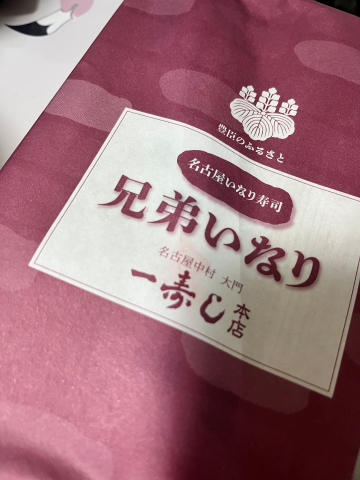 豊臣のふるさと
名古屋いなり寿司
兄弟いなり
名古屋中村 大門
一寿し本店